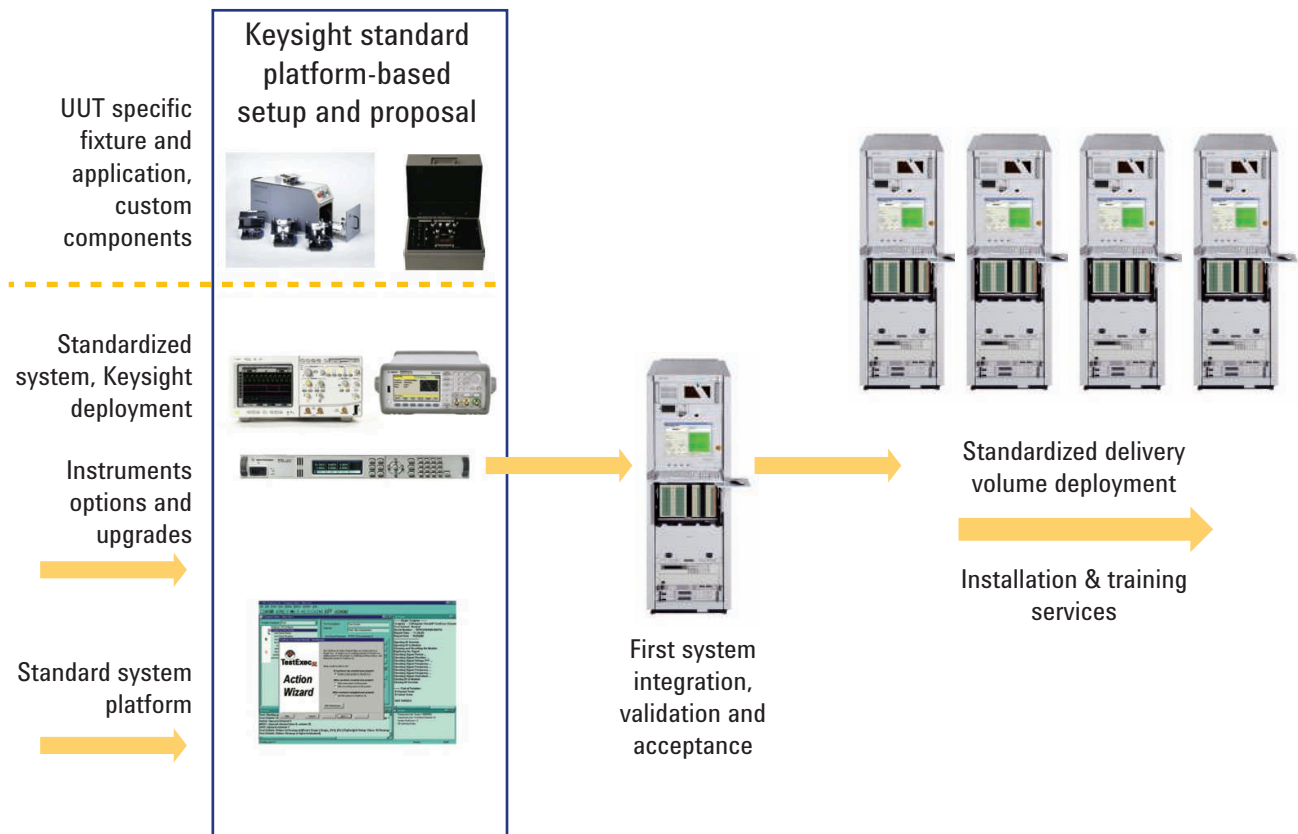 Keysight standard
platform-based
setup and proposal
UUT specific
fixture and
application,
custom
components
Standardized
system, Keysight
deployment
Instruments
options and
upgrades
Standard system
platform
TestExec
Action
Wizard
First system
integration,
validation and
acceptance
Standardized delivery
volume deployment
Installation & training
services